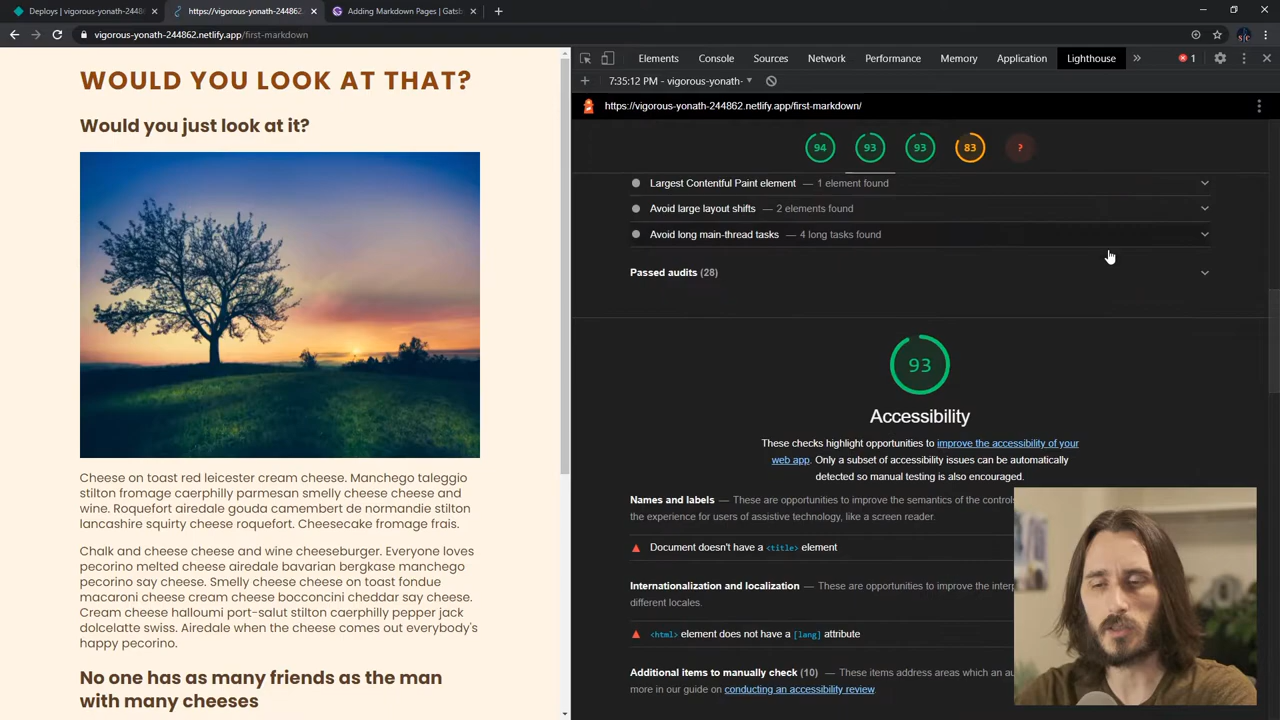 Deploys | vigorous-yonath-2448
https://vigorous-yonath-244862.
Adding Markdown Pages | Gatsb
vigorous-yonath-244862.netlify.app/first-markdown
Elements Console Sources Network Performance Memory Application Lighthouse 1
7:35:12 PM - vigorous-yonath-
https://vigorous-yonath-244862.netlify.app/first-markdown/
94 93 93 83 ?
WOULD YOU LOOK AT THAT?
Would you just look at it?
Cheese on toast red leicester cream cheese. Manchego taleggio
stilton fromage caerphilly parmesan smelly cheese cheese and
wine. Roquefort airedale gouda camembert de normandie stilton
lancashire squirty cheese roquefort. Cheesecake fromage frais.
Chalk and cheese cheese and wine cheeseburger. Everyone loves
pecorino melted cheese airedale bavarian bergkase manchego
pecorino say cheese. Smelly cheese cheese on toast fondue
macaroni cheese cream cheese bocconcini cheddar say cheese.
Cream cheese halloumi port-salut stilton caerphilly pepper jack
dolcelatte swiss. Airedale when the cheese comes out everybody's
happy pecorino.
No one has as many friends as the man
with many cheeses
Largest Contentful Paint element — 1 element found
Avoid large layout shifts — 2 elements found
Avoid long main-thread tasks — 4 long tasks found
Passed audits (28)
93
Accessibility
These checks highlight opportunities to improve the accessibility of your
web app. Only a subset of accessibility issues can be automatically
detected so manual testing is also encouraged.
Names and labels — These are opportunities to improve the semantics of the control
the experience for users of assistive technology, like a screen reader.
Document doesn't have a <title> element
Internationalization and localization — These are opportunities to improve the inter
different locales.
<html> element does not have a [lang] attribute
Additional items to manually check (10) — These items address areas which an au
more in our guide on conducting an accessibility review.